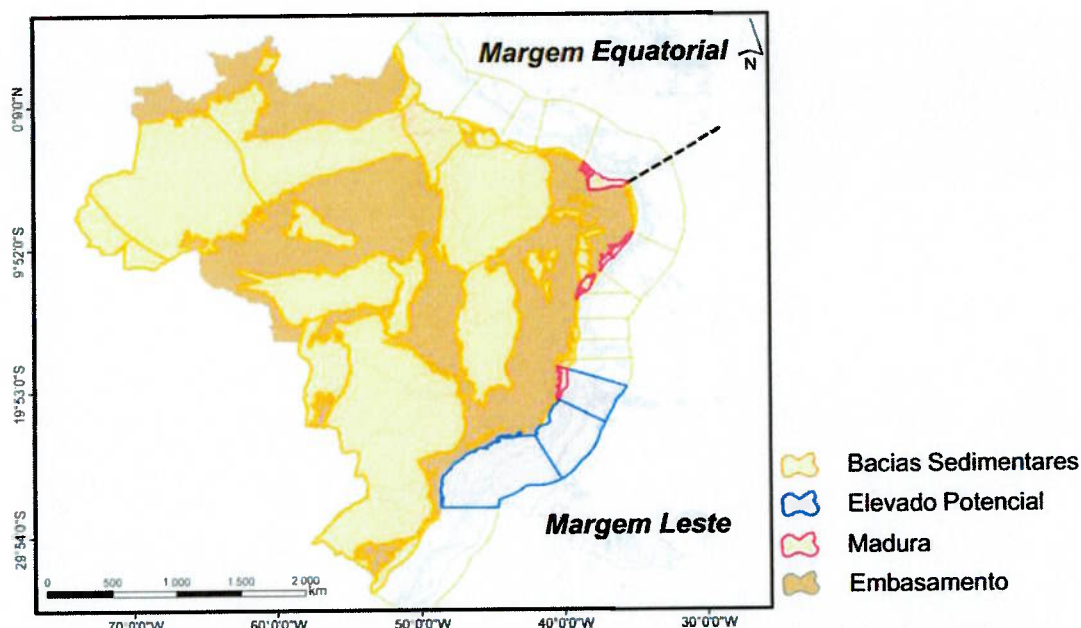 Margem Equatorial
N
0°9'0"N
9°52'0"S
19°53'0"S
29°54'0"S
Margem Leste
Bacias Sedimentares
Elevado Potencial
Madura
Embasamento
0 500 1 000 1 500 2 000
km
70°0'0"W 60°0'0"W 50°0'0"W 40°0'0"W 30°0'0"W